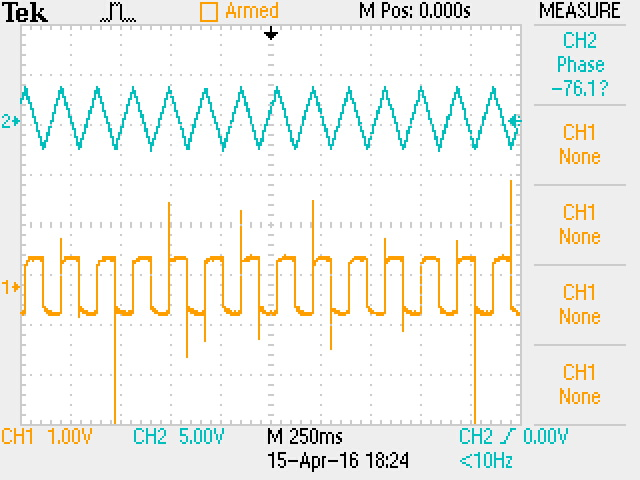 Tek Armed M Pos: 0.000s MEASURE
CH2
Phase
-76.1?
2
CH1
None
CH1
None
1
CH1
None
CH1
None
CH1 1.00V CH2 5.00V M 250ms CH2 0.00V
15-Apr-16 18:24 <10Hz